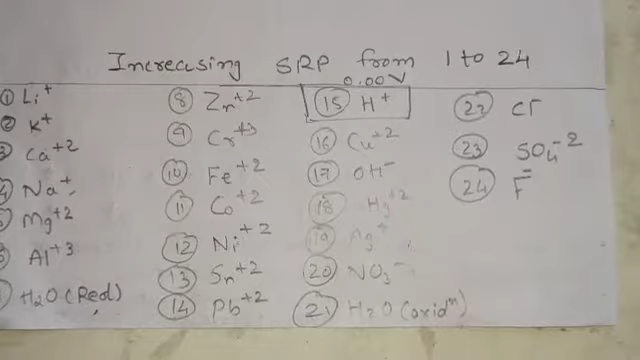 Increasing SRP from 1 to 24
0.00V
① Li⁺
② K⁺
③ Ca⁺²
④ Na⁺
⑤ Mg⁺²
Al⁺³
H₂O (Red)
⑧ Zn⁺²
⑨ Cr⁺³
⑩ Fe⁺²
⑪ Co⁺²
⑫ Ni⁺²
⑬ Sn⁺²
⑭ Pb⁺²
⑮ H⁺
⑯ Cu⁺²
⑰ OH⁻
⑱ Hg⁺²
⑲ Ag⁺
⑳ NO₃⁻
㉑ H₂O (oxidⁿ)
㉒ Cl⁻
㉓ SO₄⁻²
㉔ F⁻